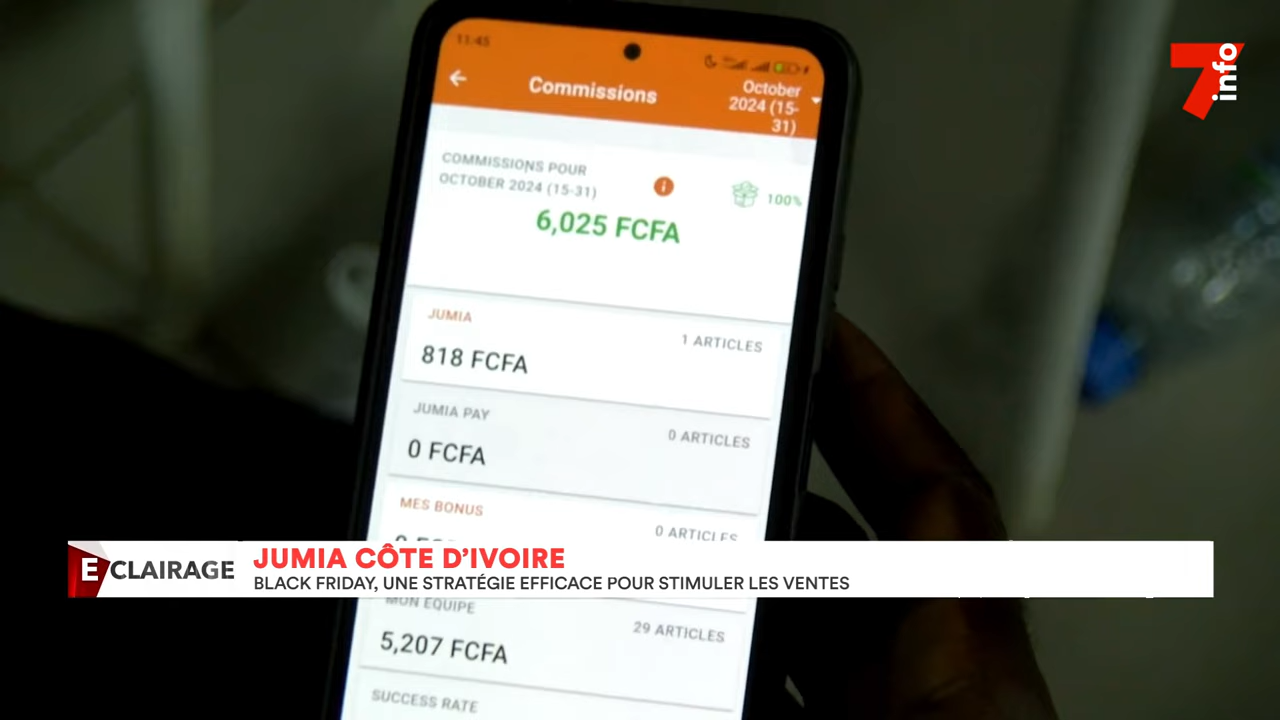 11:45
Commissions
October
2024 (15-
31)
7info
COMMISSIONS POUR
OCTOBER 2024 (15-31)
100%
6,025 FCFA
JUMIA
1 ARTICLES
818 FCFA
JUMIA PAY
0 ARTICLES
0 FCFA
MES BONUS
0 ARTICLES
ECLAIRAGE
JUMIA CÔTE D'IVOIRE
BLACK FRIDAY, UNE STRATÉGIE EFFICACE POUR STIMULER LES VENTES
MON EQUIPE
29 ARTICLES
5,207 FCFA
SUCCESS RATE